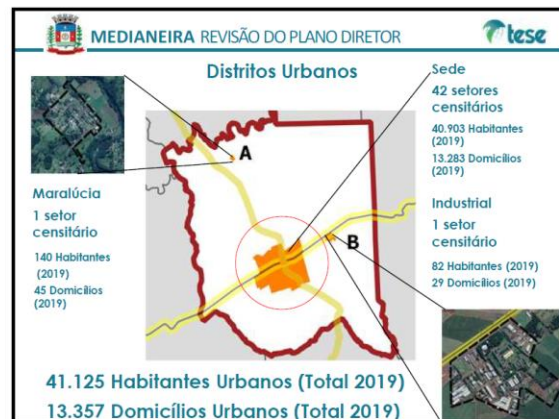 MEDIANEIRA REVISÃO DO PLANO DIRETOR
tese
Distritos Urbanos
Sede
42 setores
censitários
40.903 Habitantes
(2019)
13.283 Domicílios
(2019)
A
Maralúcia
1 setor
censitário
140 Habitantes
(2019)
45 Domicílios
(2019)
Industrial
1 setor
censitário
82 Habitantes (2019)
29 Domicílios (2019)
B
41.125 Habitantes Urbanos (Total 2019)
13.357 Domicílios Urbanos (Total 2019)